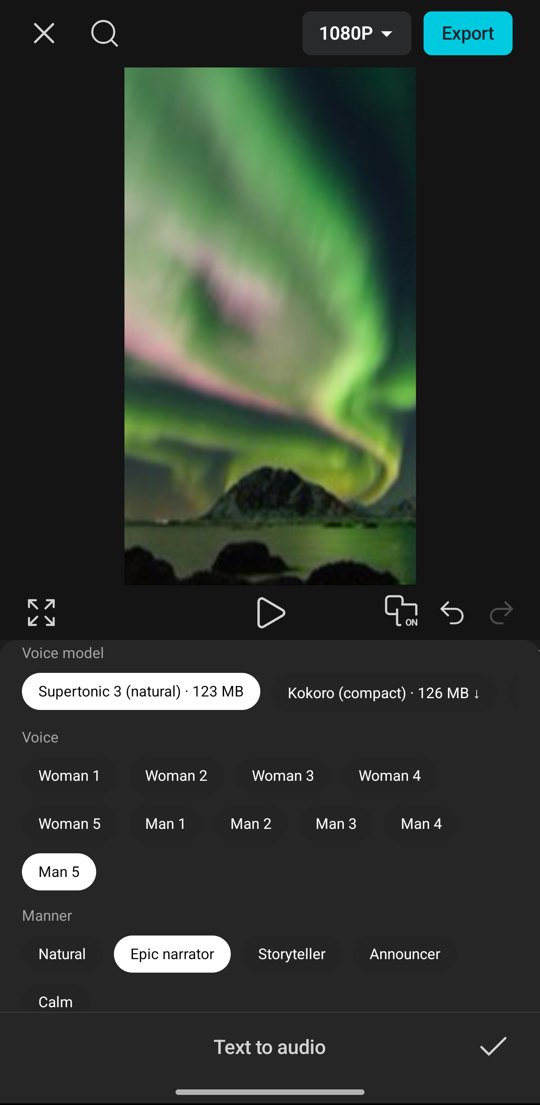 1080P
Export
ON
Voice model
Supertonic 3 (natural) · 123 MB
Kokoro (compact) · 126 MB ↓
Voice
Woman 1
Woman 2
Woman 3
Woman 4
Woman 5
Man 1
Man 2
Man 3
Man 4
Man 5
Manner
Natural
Epic narrator
Storyteller
Announcer
Calm
Text to audio